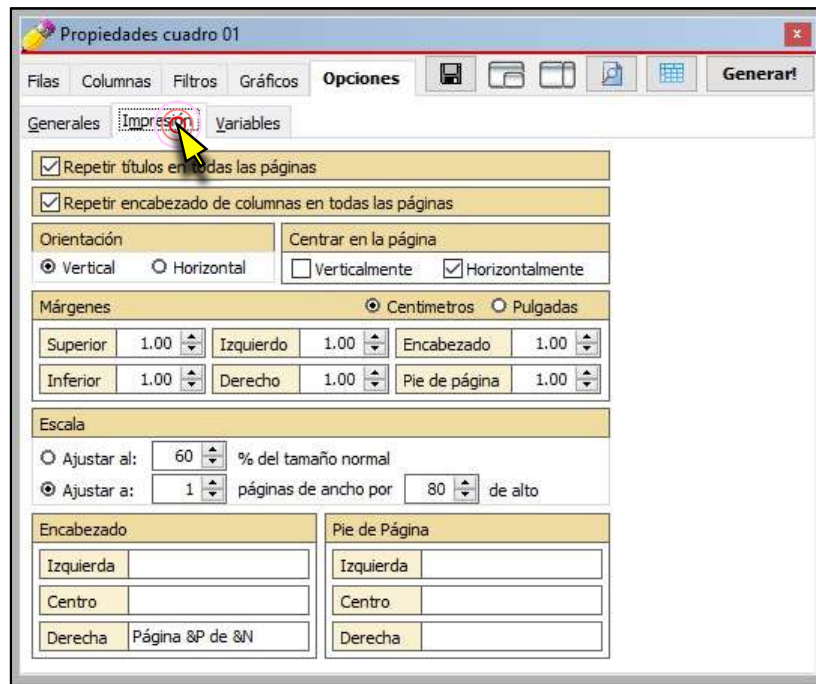 Propiedades cuadro 01
x
Filas Columnas Filtros Gráficos Opciones Generar!
Generales Impresión Variables
Repetir títulos en todas las páginas
Repetir encabezado de columnas en todas las páginas
Orientación Centrar en la página
Vertical Horizontal Verticalmente Horizontalmente
Márgenes Centimetros Pulgadas
Superior 1.00 Izquierdo 1.00 Encabezado 1.00
Inferior 1.00 Derecho 1.00 Pie de página 1.00
Escala
Ajustar al: 60 % del tamaño normal
Ajustar a: 1 páginas de ancho por 80 de alto
Encabezado Pie de Página
Izquierda Izquierda
Centro Centro
Derecha Página &P de &N Derecha